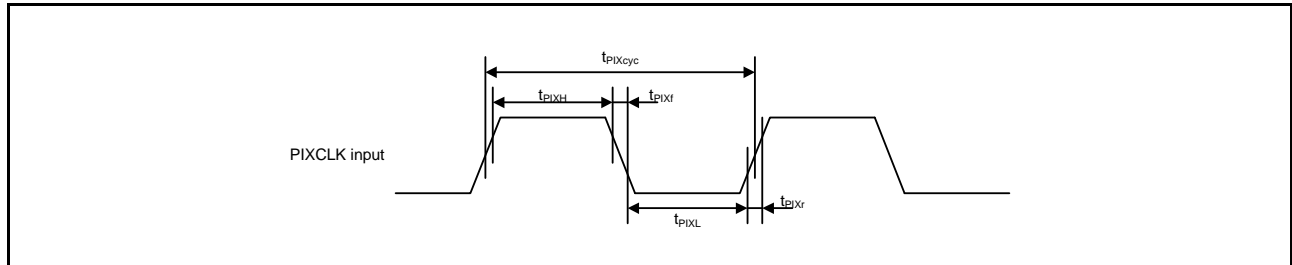 tPIXcyc
tPIXH
tPIXf
PIXCLK input
tPIXL
tPIXr